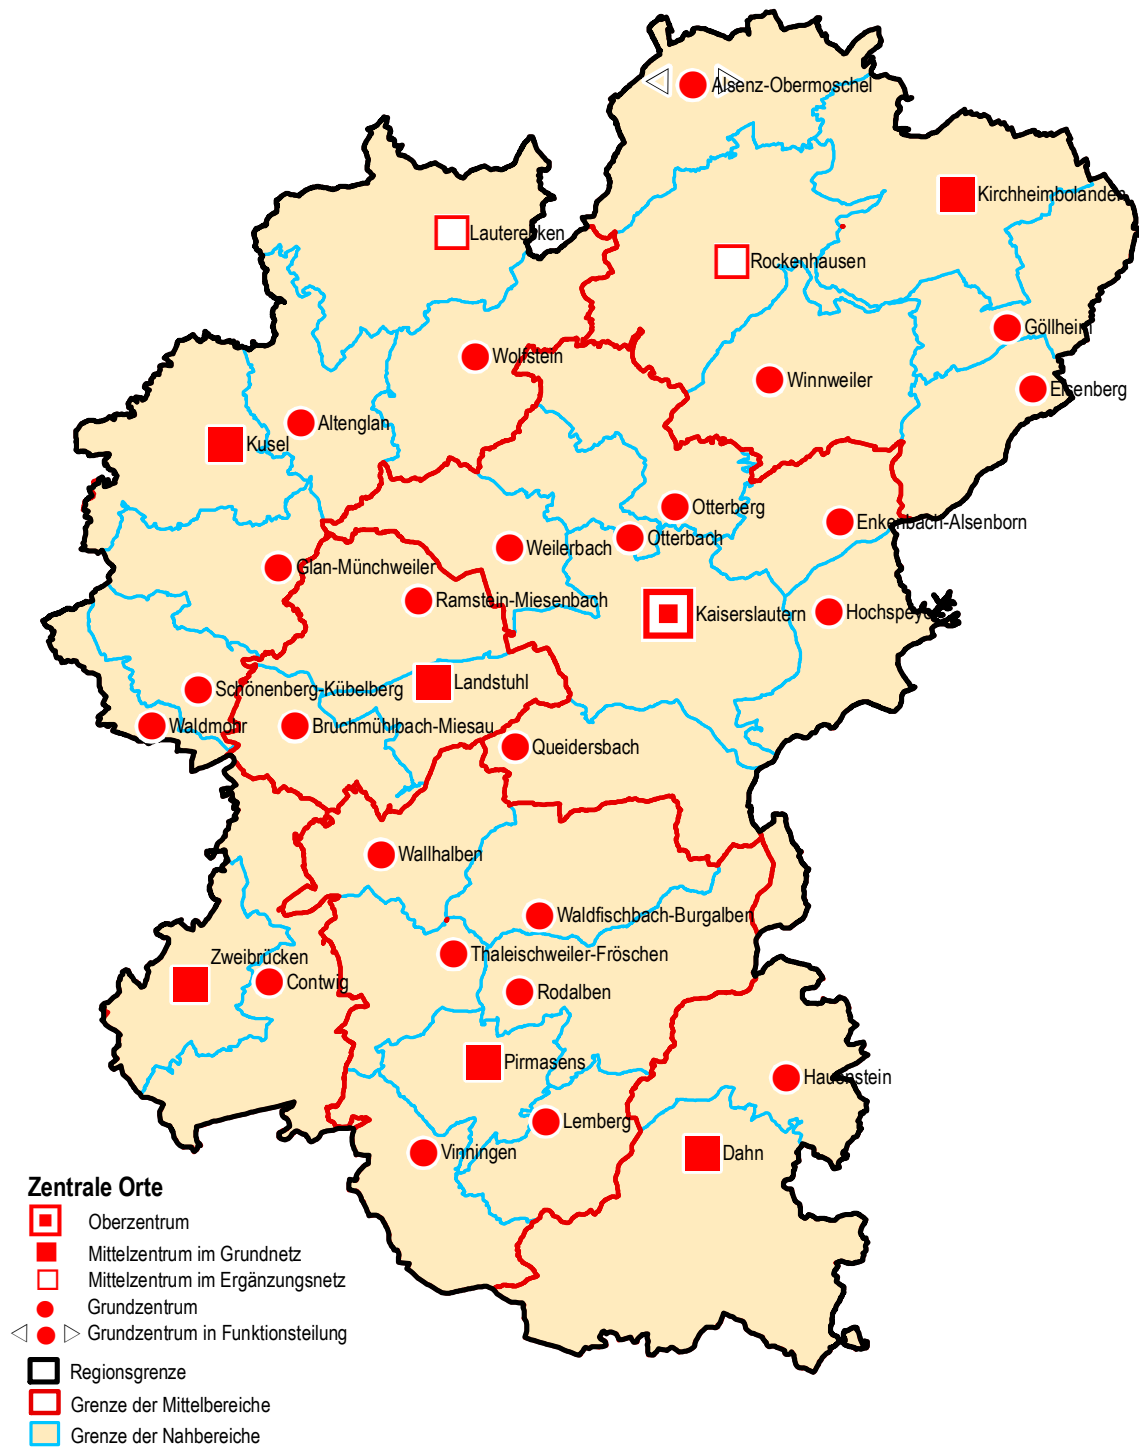 Alsenz-Obermoschel
Kirchheimbolanden
Lauterecken
Rockenhausen
Göllheim
Wolfstein
Winnweiler
Eisenberg
Altenglan
Kusel
Otterberg
Enkenbach-Alsenborn
Otterbach
Weilerbach
Glan-Münchweiler
Ramstein-Miesenbach
Kaiserslautern
Hochspeyer
Landstuhl
Schönenberg-Kübelberg
Waldmohr
Bruchmühlbach-Miesau
Queidersbach
Wallhalben
Waldfischbach-Burgalben
Thaleischweiler-Fröschen
Zweibrücken
Contwig
Rodalben
Pirmasens
Hauenstein
Lemberg
Vinningen
Dahn
Zentrale Orte
Oberzentrum
Mittelzentrum im Grundnetz
Mittelzentrum im Ergänzungsnetz
Grundzentrum
Grundzentrum in Funktionsteilung
Regionsgrenze
Grenze der Mittelbereiche
Grenze der Nahbereiche